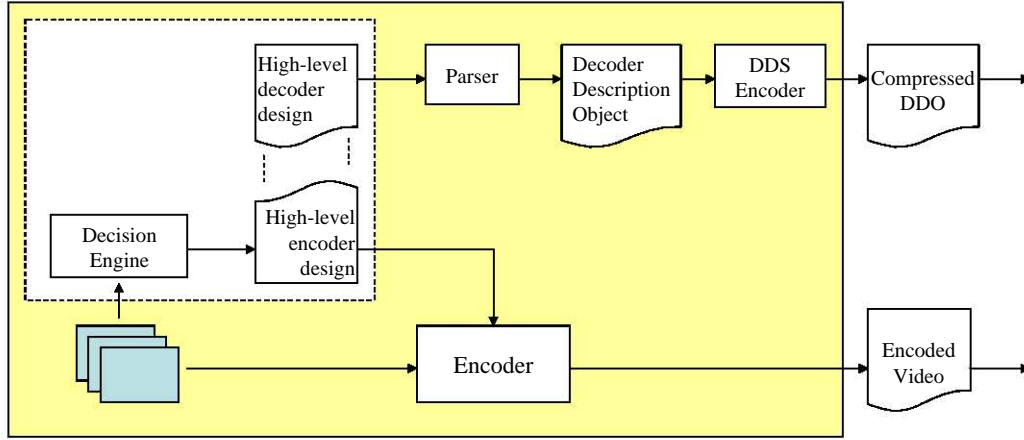 High-level
decoder
design
Parser
Decoder
Description
Object
DDS
Encoder
Compressed
DDO
Decision
Engine
High-level
encoder
design
Encoder
Encoded
Video